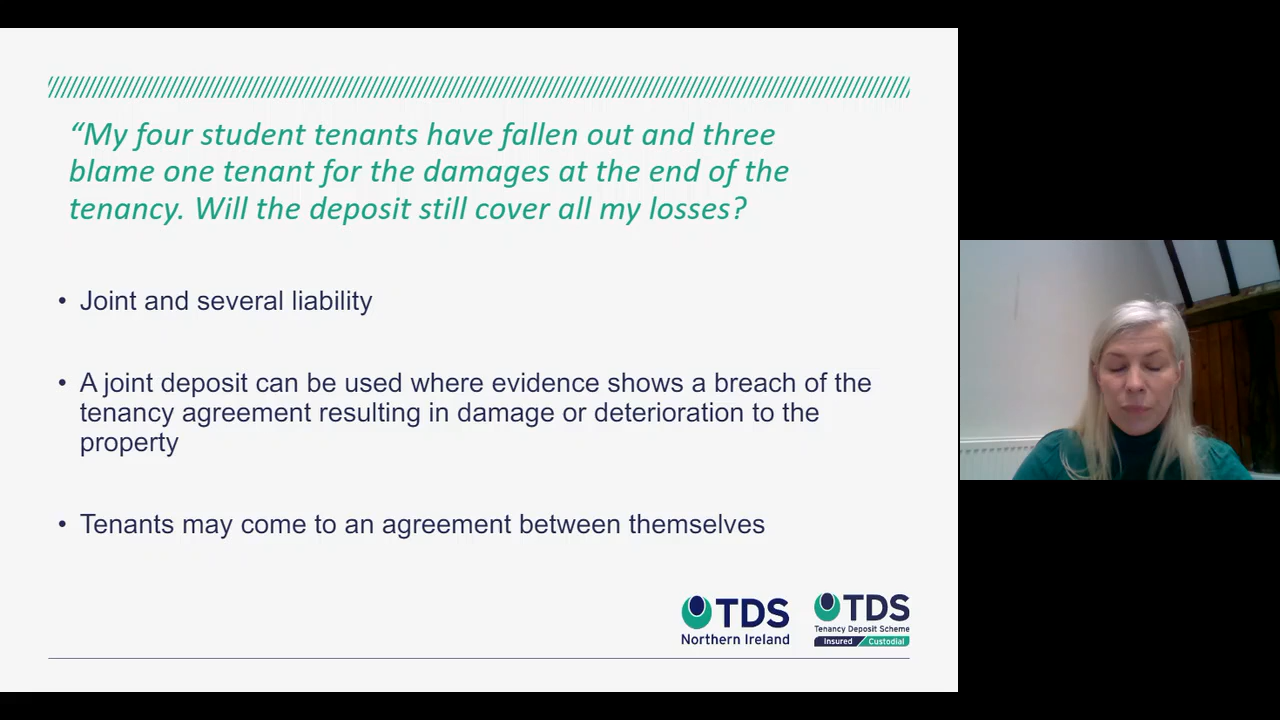 “My four student tenants have fallen out and three
blame one tenant for the damages at the end of the
tenancy. Will the deposit still cover all my losses?
• Joint and several liability
• A joint deposit can be used where evidence shows a breach of the
tenancy agreement resulting in damage or deterioration to the
property
• Tenants may come to an agreement between themselves
TDS
Northern Ireland
TDS
Tenancy Deposit Scheme
Insured Custodial